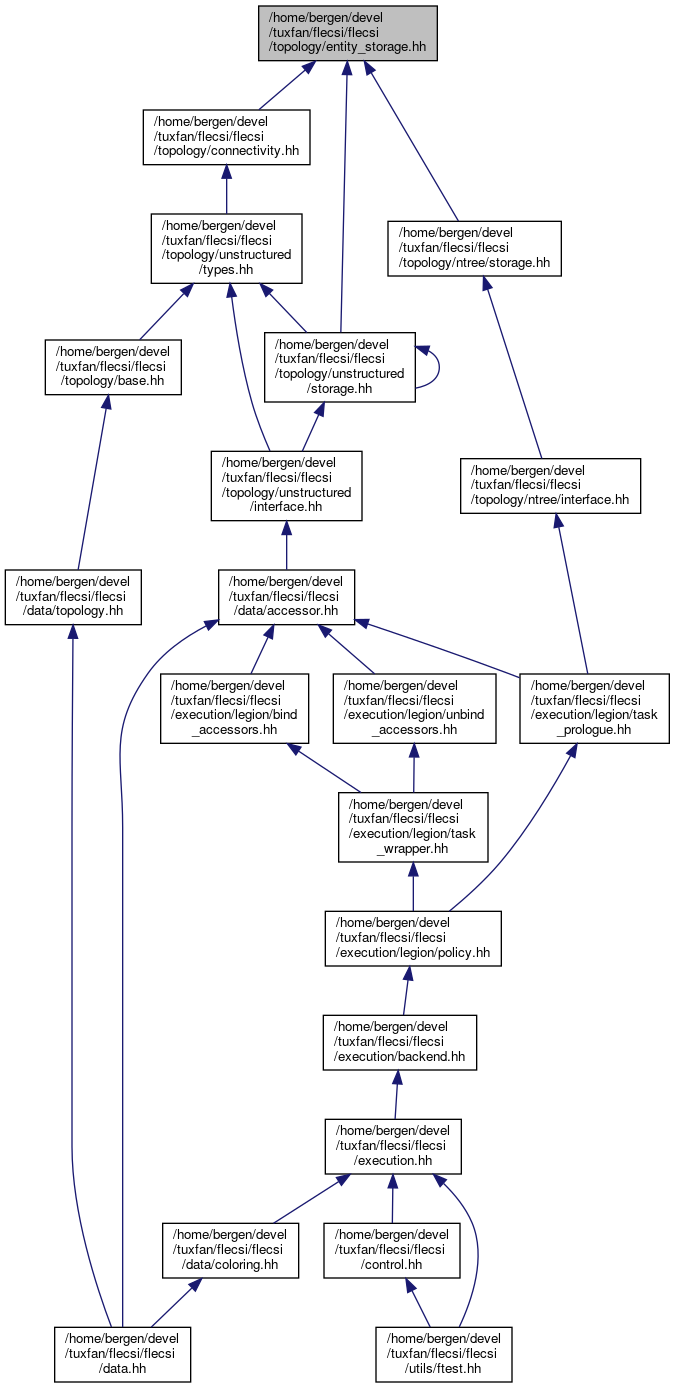 /home/bergen/devel
/tuxfan/flecsi/flecsi
/topology/entity_storage.hh
/home/bergen/devel
/tuxfan/flecsi/flecsi
/topology/connectivity.hh
/home/bergen/devel
/tuxfan/flecsi/flecsi
/topology/unstructured
/types.hh
/home/bergen/devel
/tuxfan/flecsi/flecsi
/topology/ntree/storage.hh
/home/bergen/devel
/tuxfan/flecsi/flecsi
/topology/base.hh
/home/bergen/devel
/tuxfan/flecsi/flecsi
/topology/unstructured
/storage.hh
/home/bergen/devel
/tuxfan/flecsi/flecsi
/topology/unstructured
/interface.hh
/home/bergen/devel
/tuxfan/flecsi/flecsi
/topology/ntree/interface.hh
/home/bergen/devel
/tuxfan/flecsi/flecsi
/data/topology.hh
/home/bergen/devel
/tuxfan/flecsi/flecsi
/data/accessor.hh
/home/bergen/devel
/tuxfan/flecsi/flecsi
/execution/legion/bind
_accessors.hh
/home/bergen/devel
/tuxfan/flecsi/flecsi
/execution/legion/unbind
_accessors.hh
/home/bergen/devel
/tuxfan/flecsi/flecsi
/execution/legion/task
_prologue.hh
/home/bergen/devel
/tuxfan/flecsi/flecsi
/execution/legion/task
_wrapper.hh
/home/bergen/devel
/tuxfan/flecsi/flecsi
/execution/legion/policy.hh
/home/bergen/devel
/tuxfan/flecsi/flecsi
/execution/backend.hh
/home/bergen/devel
/tuxfan/flecsi/flecsi
/execution.hh
/home/bergen/devel
/tuxfan/flecsi/flecsi
/data/coloring.hh
/home/bergen/devel
/tuxfan/flecsi/flecsi
/control.hh
/home/bergen/devel
/tuxfan/flecsi/flecsi
/data.hh
/home/bergen/devel
/tuxfan/flecsi/flecsi
/utils/ftest.hh